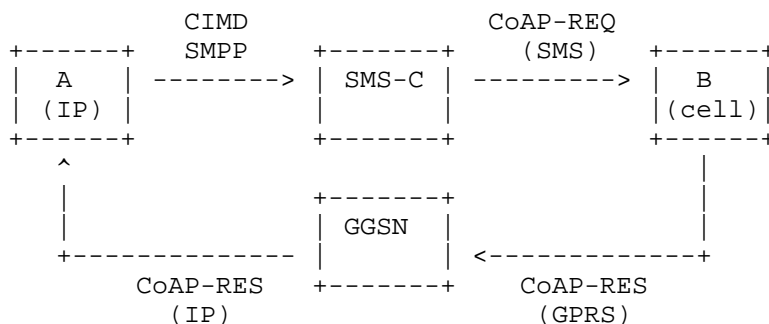 CIMD CoAP-REQ
SMPP (SMS)
A SMS-C B
(IP) (cell)
GGSN
CoAP-RES CoAP-RES
(IP) (GPRS)